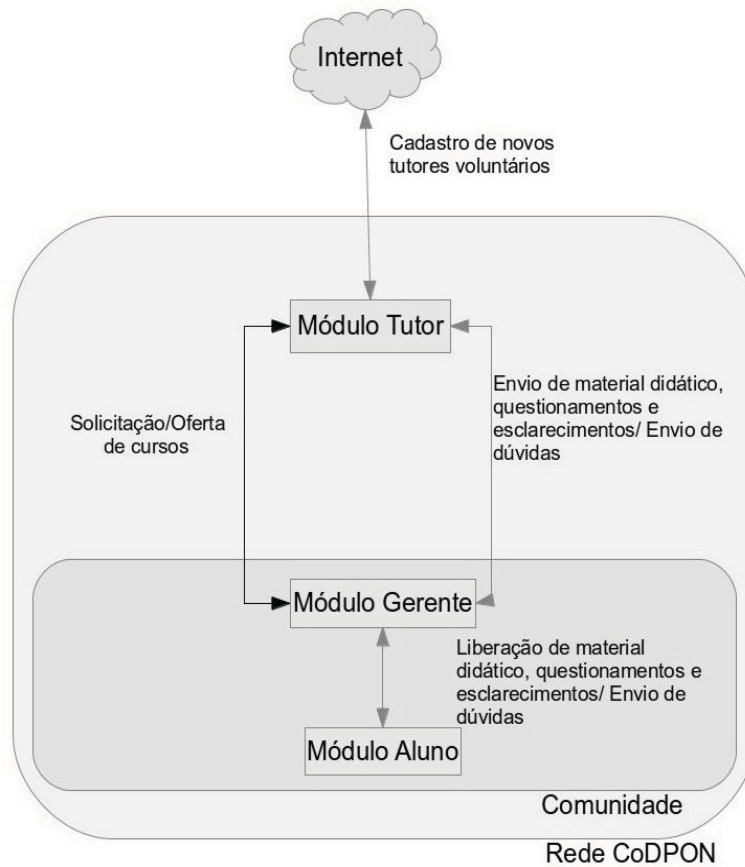 Internet
Cadastro de novos
tutores voluntários
Módulo Tutor
Solicitação/Oferta
de cursos
Envio de material didático,
questionamentos e
esclarecimentos/ Envio de
dúvidas
Módulo Gerente
Liberação de material
didático, questionamentos e
esclarecimentos/ Envio de
dúvidas
Módulo Aluno
Comunidade
Rede CoDPON